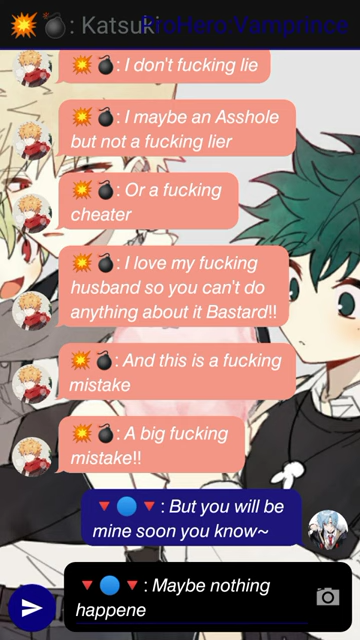 💥💣: Katsuk
ProHero.Vamprince
💥💣: I don't fucking lie
💥💣: I maybe an Asshole
but not a fucking lier
💥💣: Or a fucking
cheater
💥💣: I love my fucking
husband so you can't do
anything about it Bastard!!
💥💣: And this is a fucking
mistake
💥💣: A big fucking
mistake!!
🔻🔵🔻: But you will be
mine soon you know~
🔻🔵🔻: Maybe nothing
happene